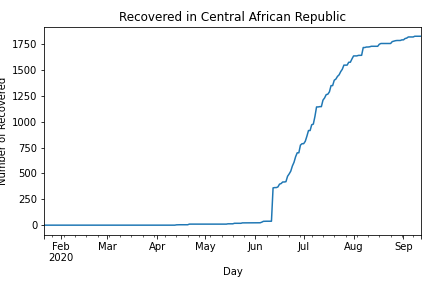 Recovered in Central African Republic
Number of Recovered
1750
1500
1250
1000
750
500
250
0
Feb
2020
Mar
Apr
May
Jun
Jul
Aug
Sep
Day